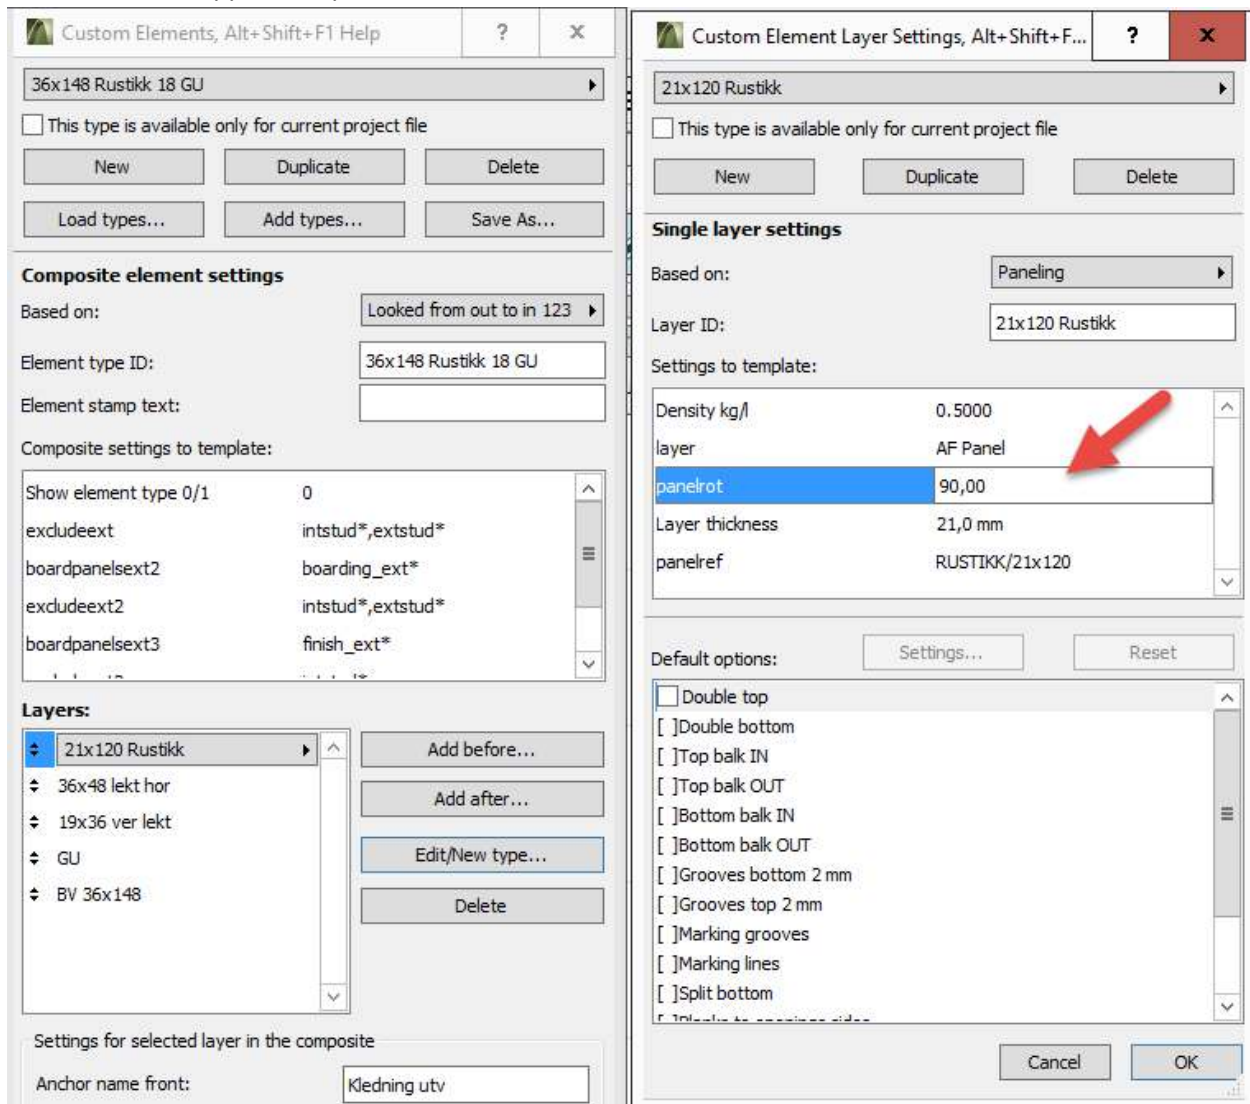 Custom Elements, Alt+Shift+F1 Help
?
x
36x148 Rustikk 18 GU
This type is available only for current project file
New
Duplicate
Delete
Load types...
Add types...
Save As...
Composite element settings
Based on:
Looked from out to in 123
Element type ID:
36x148 Rustikk 18 GU
Element stamp text:
Composite settings to template:
Show element type 0/1
0
excludeext
intstud*,extstud*
boardpanelsext2
boarding_ext*
excludeext2
intstud*,extstud*
boardpanelsext3
finish_ext*
Layers:
21x120 Rustikk
36x48 lekt hor
19x36 ver lekt
GU
BV 36x148
Add before...
Add after...
Edit/New type...
Delete
Settings for selected layer in the composite
Anchor name front:
Kledning utv
Custom Element Layer Settings, Alt+Shift+F...
?
x
21x120 Rustikk
This type is available only for current project file
New
Duplicate
Delete
Single layer settings
Based on:
Paneling
Layer ID:
21x120 Rustikk
Settings to template:
Density kg/l
0.5000
layer
AF Panel
panelrot
90,00
Layer thickness
21,0 mm
panelref
RUSTIKK/21x120
Default options:
Settings...
Reset
Double top
[ ]Double bottom
[ ]Top balk IN
[ ]Top balk OUT
[ ]Bottom balk IN
[ ]Bottom balk OUT
[ ]Grooves bottom 2 mm
[ ]Grooves top 2 mm
[ ]Marking grooves
[ ]Marking lines
[ ]Split bottom
Cancel
OK